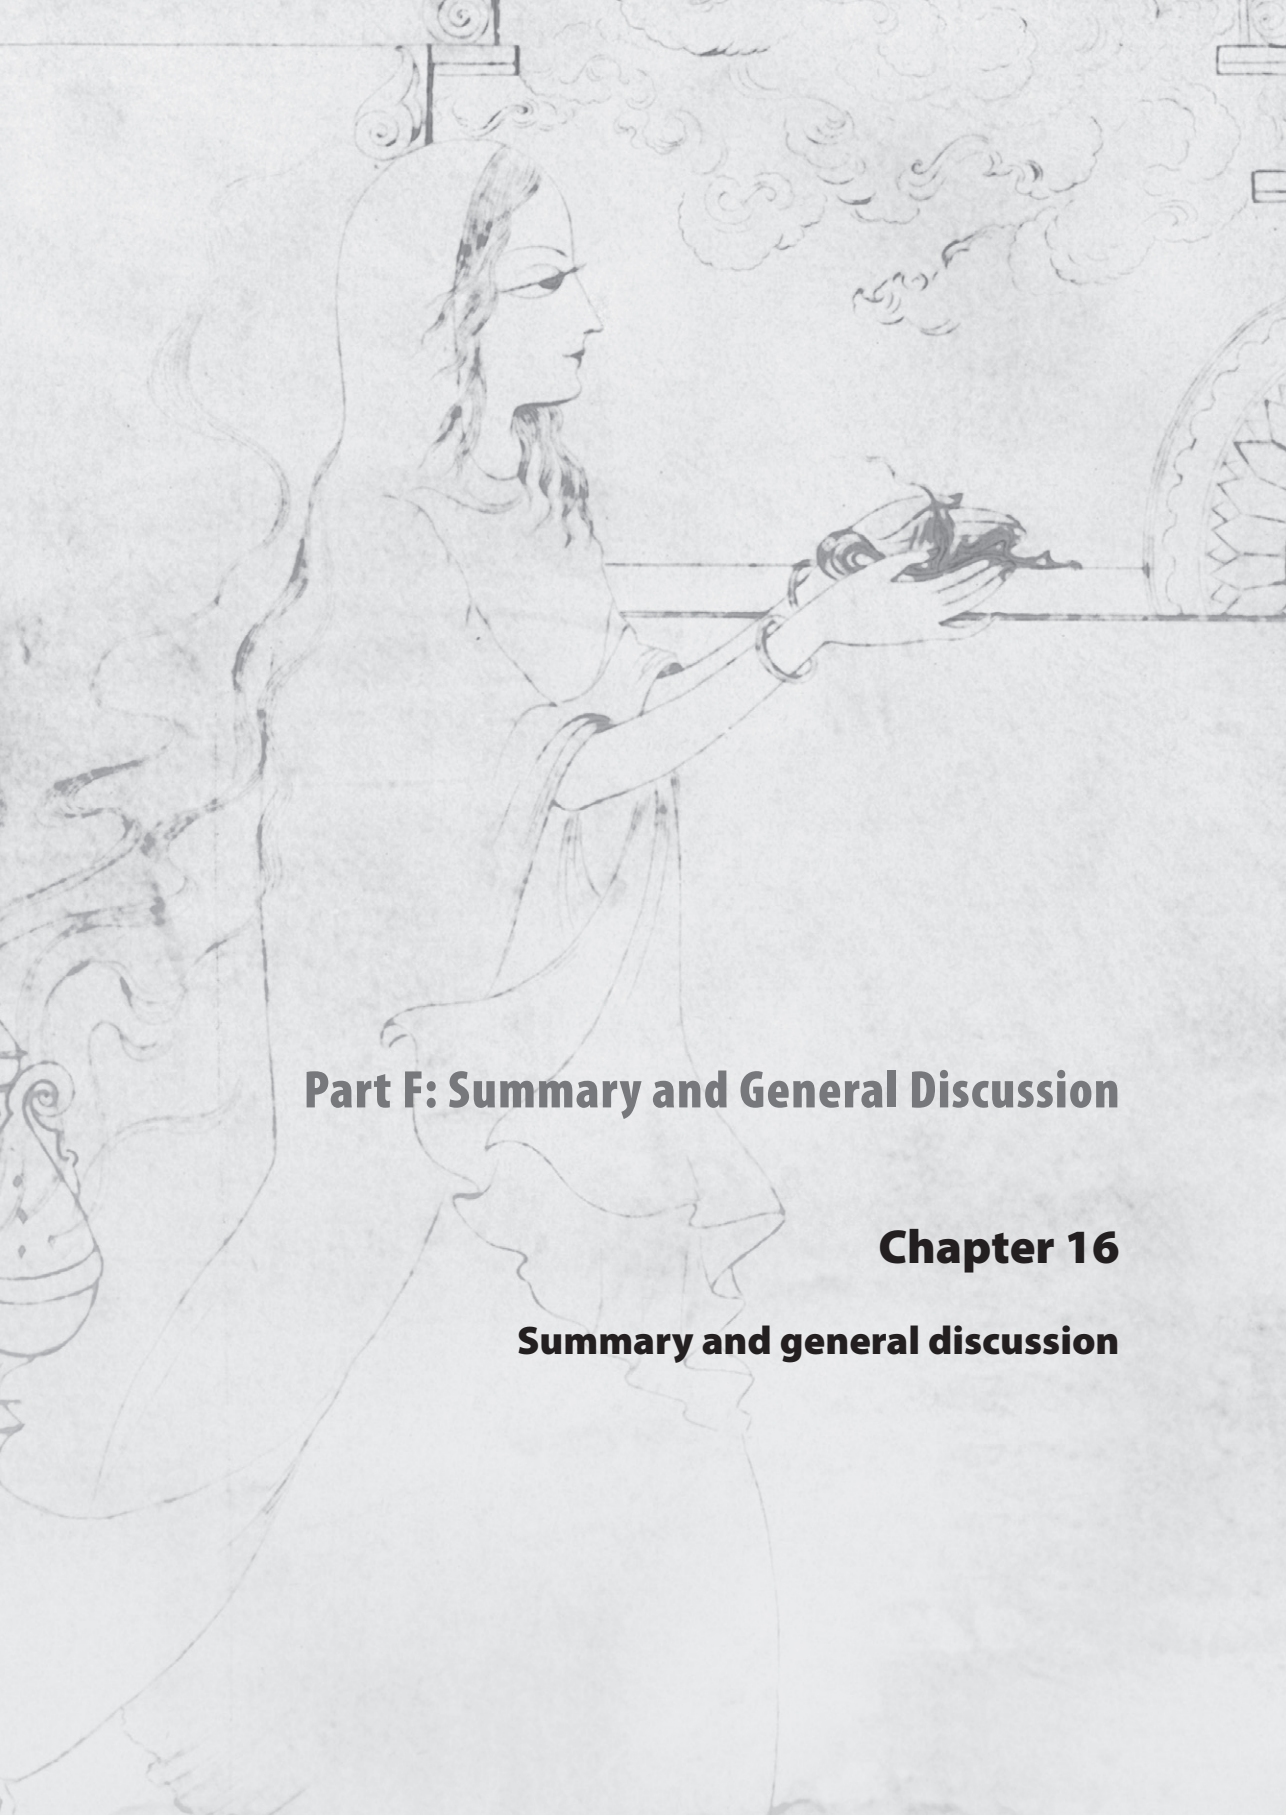 Part F: Summary and General Discussion
Chapter 16
Summary and general discussion